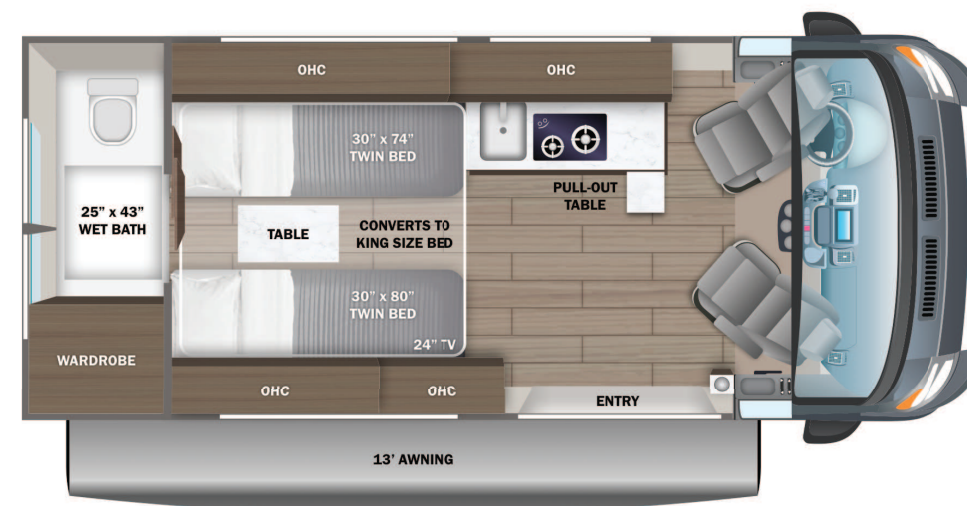 OHC
OHC
30” x 74”
TWIN BED
25” x 43”
WET BATH
TABLE
CONVERTS TO
KING SIZE BED
PULL-OUT
TABLE
30” x 80”
TWIN BED
24” TV
WARDROBE
OHC
OHC
ENTRY
13’ AWNING